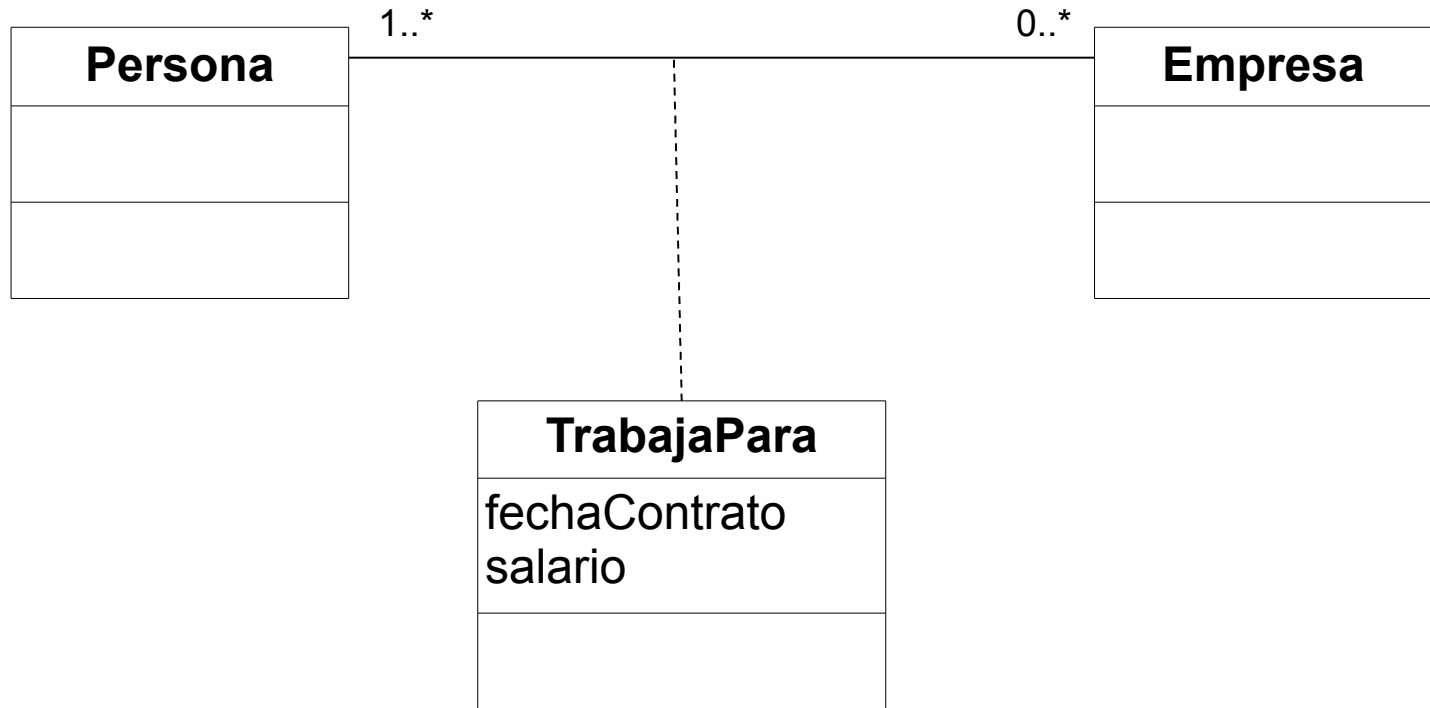 1..*
0..*
Persona
Empresa
TrabajaPara
fechaContrato
salario